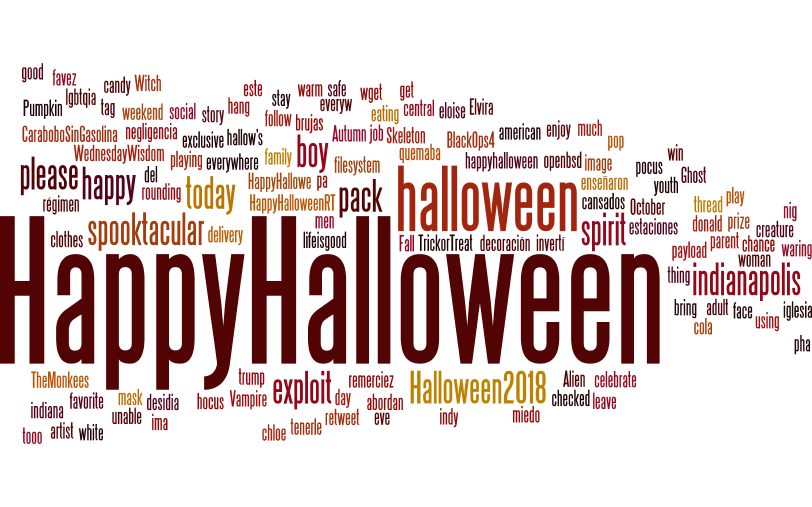 good favez candy Witch
Pumpkin lgbtqia tag weekend social story hang este stay warm safe everyw wget get
CaraboboSinGasolina negligencia exclusive hallow's follow brujas Autumn job Skeleton eating central eloise Elvira
WednesdayWisdom playing everywhere family boy filesystem quemaba BlackOps4 american enjoy much pop
please happy del rounding today HappyHallowe pa pack happyhalloween openbsd image pocus win
régimen HappyHalloweenRT halloween enseñaron cansados youth Ghost
clothes spooktacular delivery men lifeisgood Fall TrickorTreat decoración inverti spirit October estaciones thread play nig
donald prize creature
payload parent chance waring
woman
HappyHalloween thing indianapolis
bring adult face iglesia
cola using
pha
TheMonkees trump exploit remerciez Halloween2018 Alien celebrate
indiana favorite mask desidia hocus Vampire day abordan checked leave
unable retweet eve indy miedo
tooo artist white ima chloe tenerle